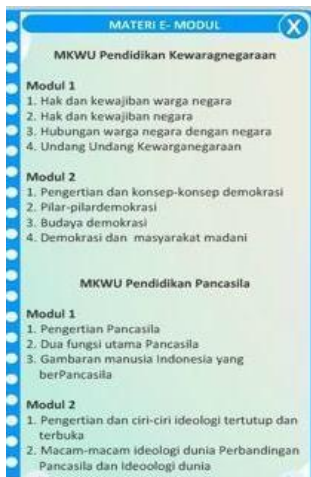 MATERI E- MODUL
X
MKWU Pendidikan Kewaragnegaraan
Modul 1
1. Hak dan kewajiban warga negara
2. Hak dan kewajiban negara
3. Hubungan warga negara dengan negara
4. Undang Undang Kewarganegaraan
Modul 2
1. Pengertian dan konsep-konsep demokrasi
2. Pilar-pilardemokrasi
3. Budaya demokrasi
4. Demokrasi dan masyarakat madani
MKWU Pendidikan Pancasila
Modul 1
1. Pengertian Pancasila
2. Dua fungsi utama Pancasila
3. Gambaran manusia Indonesia yang
berPancasila
Modul 2
1. Pengertian dan ciri-ciri ideologi tertutup dan
terbuka
2. Macam-macam ideologi dunia Perbandingan
Pancasila dan Ideoologi dunia